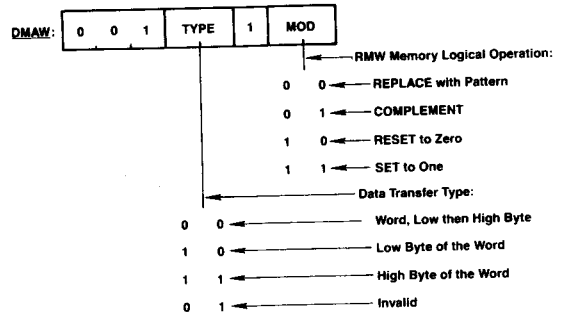 DMAW: 0 0 1 TYPE 1 MOD
RMW Memory Logical Operation:
0 0 REPLACE with Pattern
0 1 COMPLEMENT
1 0 RESET to Zero
1 1 SET to One
Data Transfer Type:
0 0 Word, Low then High Byte
1 0 Low Byte of the Word
1 1 High Byte of the Word
0 1 Invalid